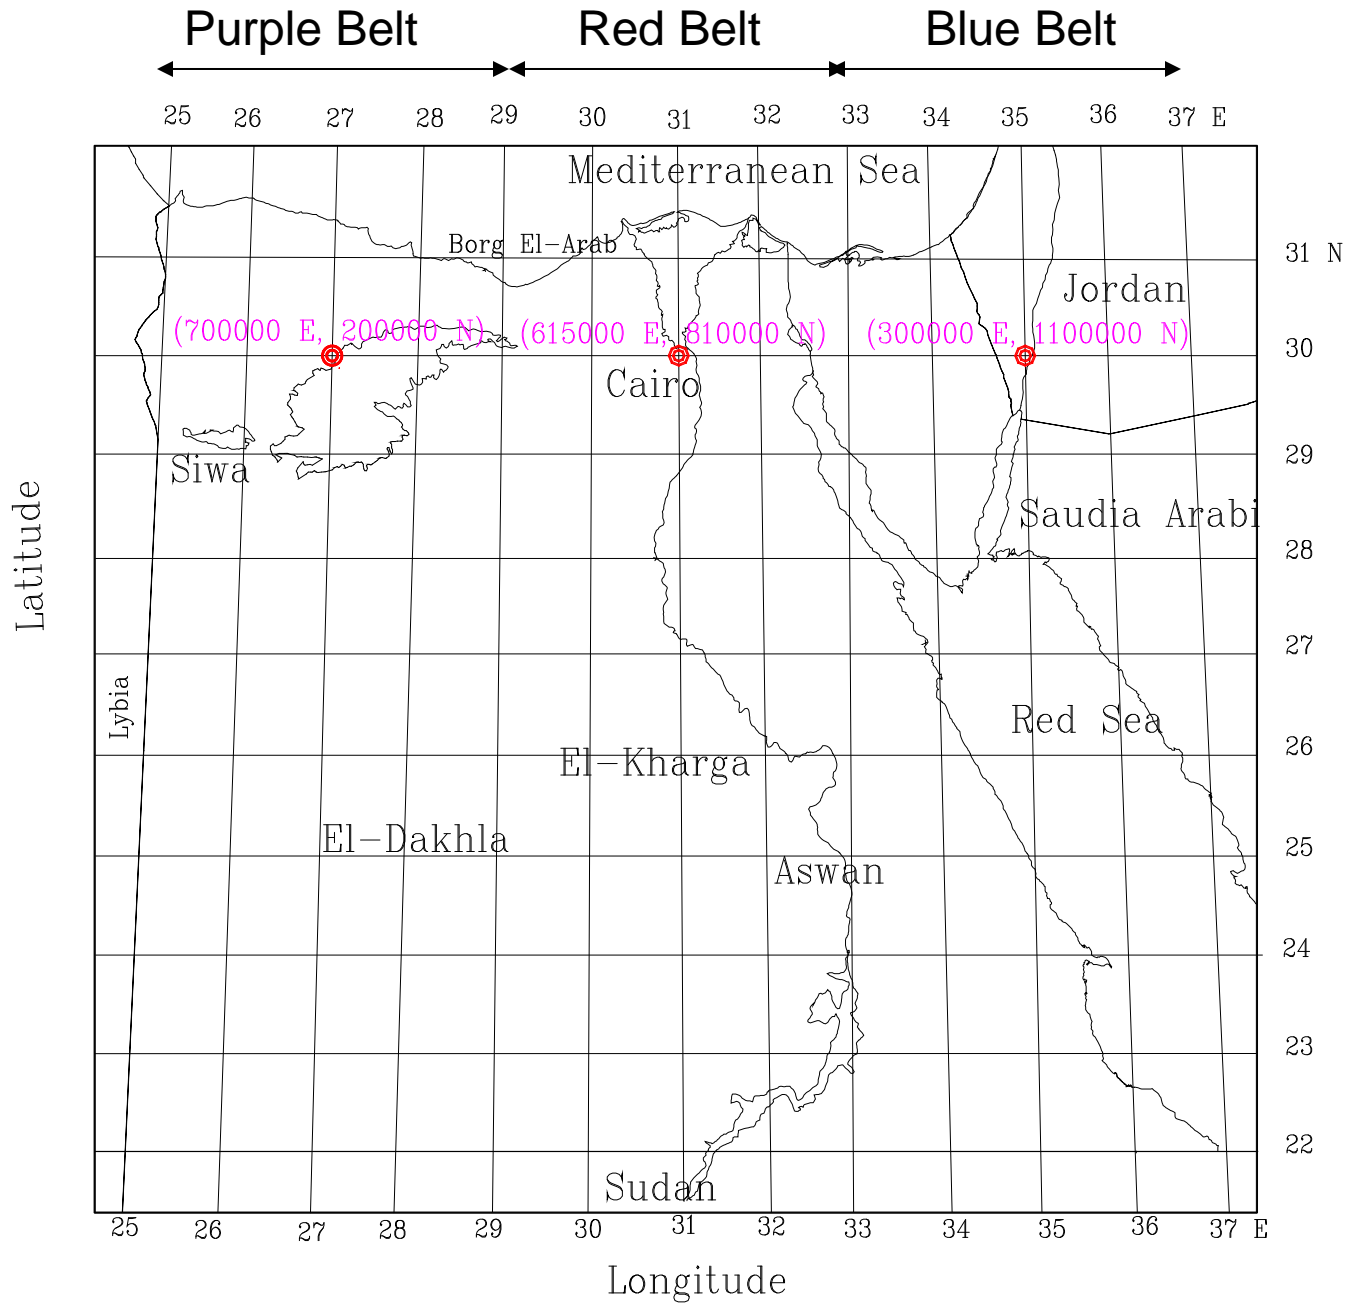 Purple Belt Red Belt Blue Belt
25 26 27 28 29 30 31 32 33 34 35 36 37 E
Mediterranean Sea
Borg El-Arab
31 N
Jordan
(700000 E, 200000 N) (615000 E, 810000 N) (300000 E, 1100000 N)
30
Cairo
29
Siwa
Saudia Arabi
28
Latitude
27
Lybia
Red Sea
26
El-Kharga
El-Dakhla
25
Aswan
24
23
22
Sudan
25 26 27 28 29 30 31 32 33 34 35 36 37 E
Longitude